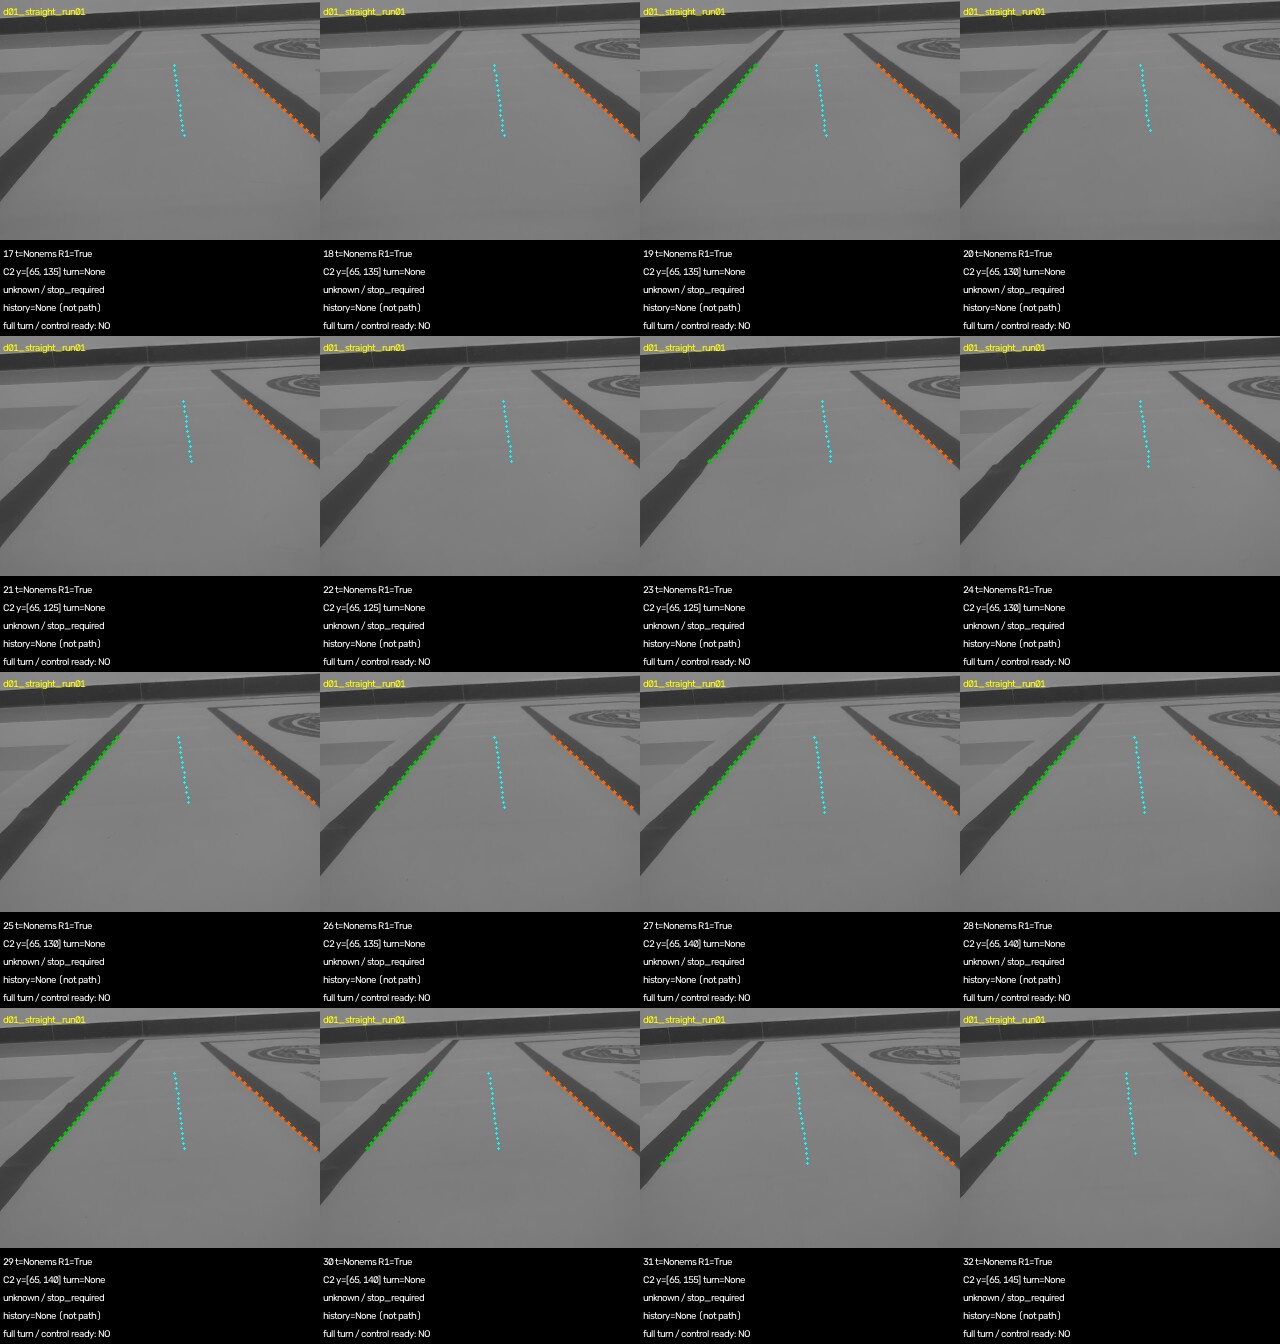 d01_straight_run01 d01_straight_run01 d01_straight_run01 d01_straight_run01
17 t=Nonems R1=True 18 t=Nonems R1=True 19 t=Nonems R1=True 20 t=Nonems R1=True
C2 y=[65, 135] turn=None C2 y=[65, 135] turn=None C2 y=[65, 135] turn=None C2 y=[65, 130] turn=None
unknown / stop_required unknown / stop_required unknown / stop_required unknown / stop_required
history=None (not path) history=None (not path) history=None (not path) history=None (not path)
full turn / control ready: NO full turn / control ready: NO full turn / control ready: NO full turn / control ready: NO
d01_straight_run01 d01_straight_run01 d01_straight_run01 d01_straight_run01
21 t=Nonems R1=True 22 t=Nonems R1=True 23 t=Nonems R1=True 24 t=Nonems R1=True
C2 y=[65, 125] turn=None C2 y=[65, 125] turn=None C2 y=[65, 125] turn=None C2 y=[65, 130] turn=None
unknown / stop_required unknown / stop_required unknown / stop_required unknown / stop_required
history=None (not path) history=None (not path) history=None (not path) history=None (not path)
full turn / control ready: NO full turn / control ready: NO full turn / control ready: NO full turn / control ready: NO
d01_straight_run01 d01_straight_run01 d01_straight_run01 d01_straight_run01
25 t=Nonems R1=True 26 t=Nonems R1=True 27 t=Nonems R1=True 28 t=Nonems R1=True
C2 y=[65, 130] turn=None C2 y=[65, 135] turn=None C2 y=[65, 140] turn=None C2 y=[65, 140] turn=None
unknown / stop_required unknown / stop_required unknown / stop_required unknown / stop_required
history=None (not path) history=None (not path) history=None (not path) history=None (not path)
full turn / control ready: NO full turn / control ready: NO full turn / control ready: NO full turn / control ready: NO
d01_straight_run01 d01_straight_run01 d01_straight_run01 d01_straight_run01
29 t=Nonems R1=True 30 t=Nonems R1=True 31 t=Nonems R1=True 32 t=Nonems R1=True
C2 y=[65, 140] turn=None C2 y=[65, 140] turn=None C2 y=[65, 155] turn=None C2 y=[65, 145] turn=None
unknown / stop_required unknown / stop_required unknown / stop_required unknown / stop_required
history=None (not path) history=None (not path) history=None (not path) history=None (not path)
full turn / control ready: NO full turn / control ready: NO full turn / control ready: NO full turn / control ready: NO